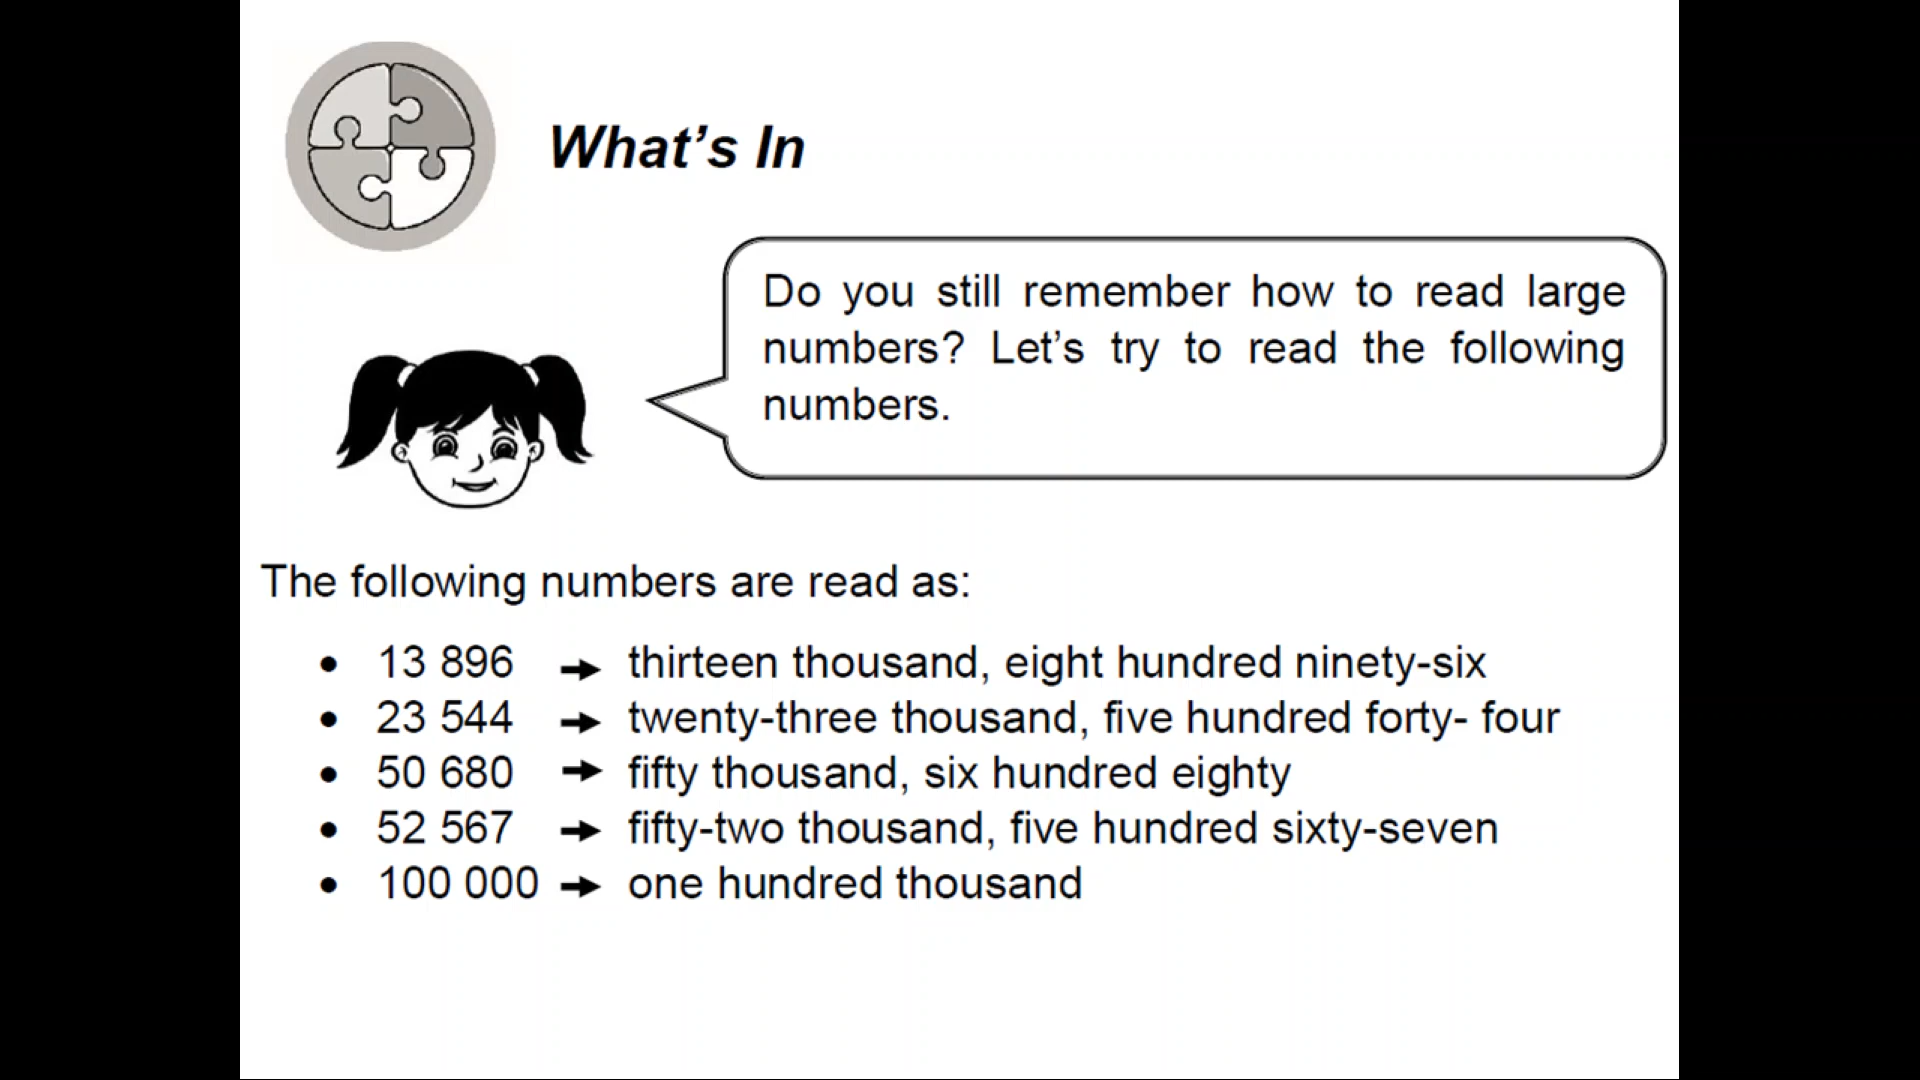 What's In
Do you still remember how to read large
numbers? Let's try to read the following
numbers.
The following numbers are read as:
• 13 896 → thirteen thousand, eight hundred ninety-six
• 23 544 → twenty-three thousand, five hundred forty- four
• 50 680 → fifty thousand, six hundred eighty
• 52 567 → fifty-two thousand, five hundred sixty-seven
• 100 000 → one hundred thousand